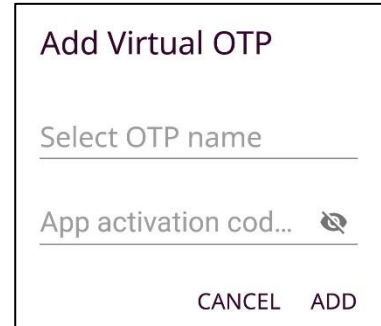 Add Virtual OTP
Select OTP name
App activation cod...
CANCEL ADD